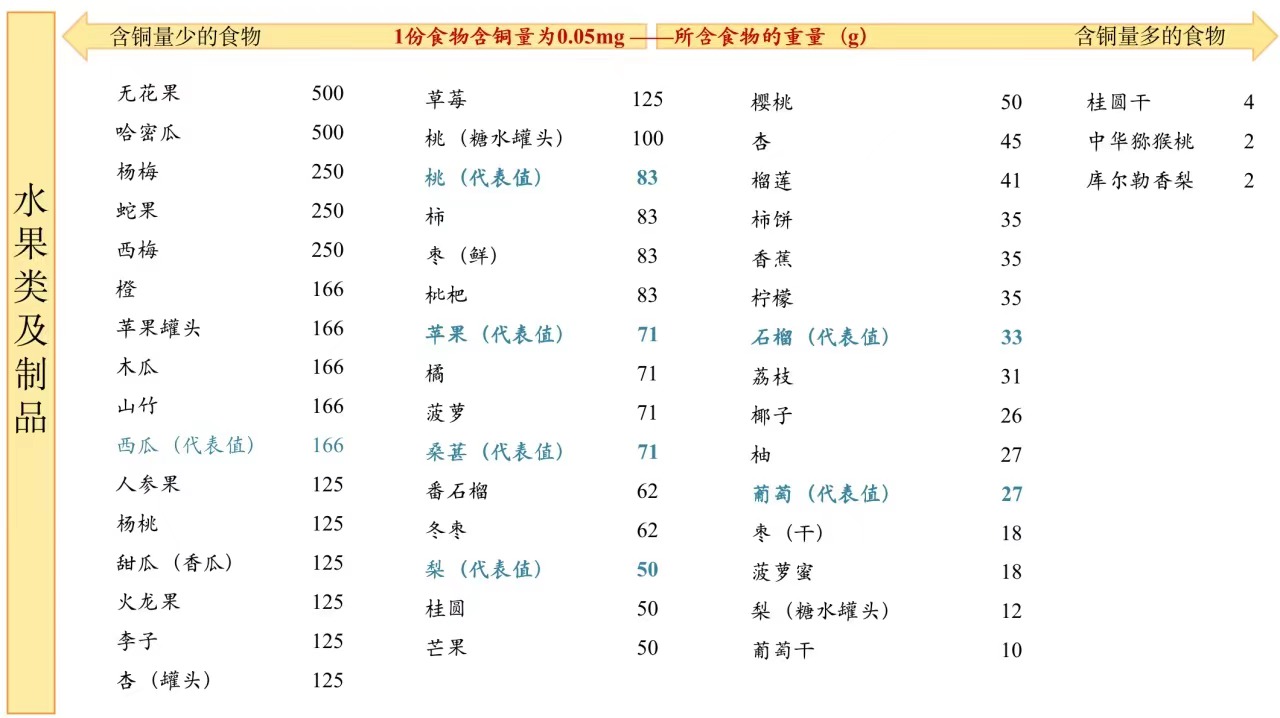 水果类及制品
含铜量少的食物 1份食物含铜量为0.05mg ——所含食物的重量（g） 含铜量多的食物
无花果 500
哈密瓜 500
杨梅 250
蛇果 250
西梅 250
橙 166
苹果罐头 166
木瓜 166
山竹 166
西瓜（代表值） 166
人参果 125
杨桃 125
甜瓜（香瓜） 125
火龙果 125
李子 125
杏（罐头） 125
草莓 125
桃（糖水罐头） 100
桃（代表值） 83
柿 83
枣（鲜） 83
枇杷 83
苹果（代表值） 71
橘 71
菠萝 71
桑葚（代表值） 71
番石榴 62
冬枣 62
梨（代表值） 50
桂圆 50
芒果 50
樱桃 50
杏 45
榴莲 41
柿饼 35
香蕉 35
柠檬 35
石榴（代表值） 33
荔枝 31
椰子 26
柚 27
葡萄（代表值） 27
枣（干） 18
菠萝蜜 18
梨（糖水罐头） 12
葡萄干 10
桂圆干 4
中华猕猴桃 2
库尔勒香梨 2